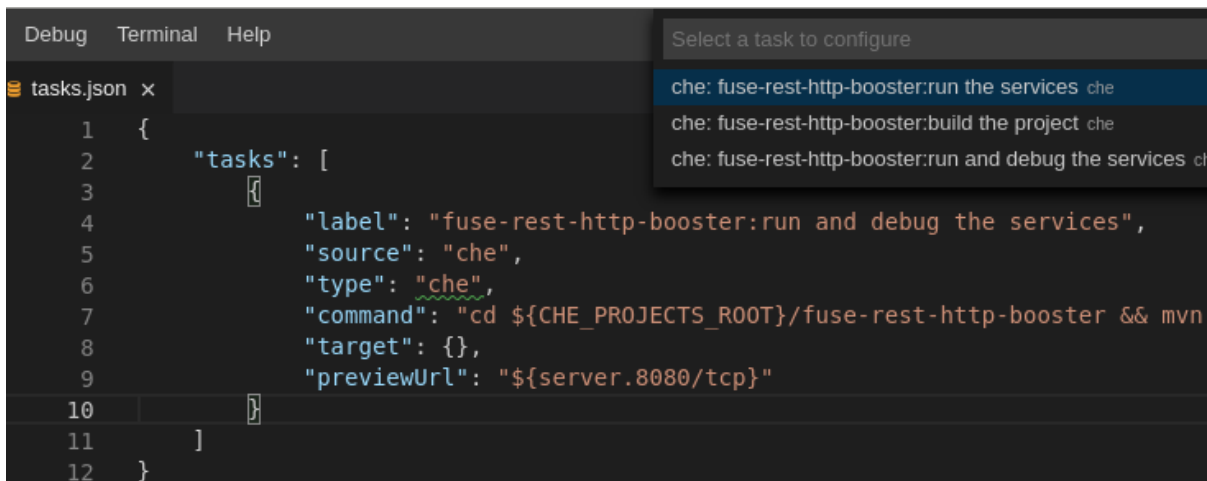 Debug Terminal Help
Select a task to configure
tasks.json ×
che: fuse-rest-http-booster:run the services che
che: fuse-rest-http-booster:build the project che
che: fuse-rest-http-booster:run and debug the services
1 {
2 "tasks": [
3 {
4 "label": "fuse-rest-http-booster:run and debug the services",
5 "source": "che",
6 "type": "che",
7 "command": "cd ${CHE_PROJECTS_ROOT}/fuse-rest-http-booster && mvn
8 "target": {},
9 "previewUrl": "${server.8080/tcp}"
10 }
11 ]
12 }